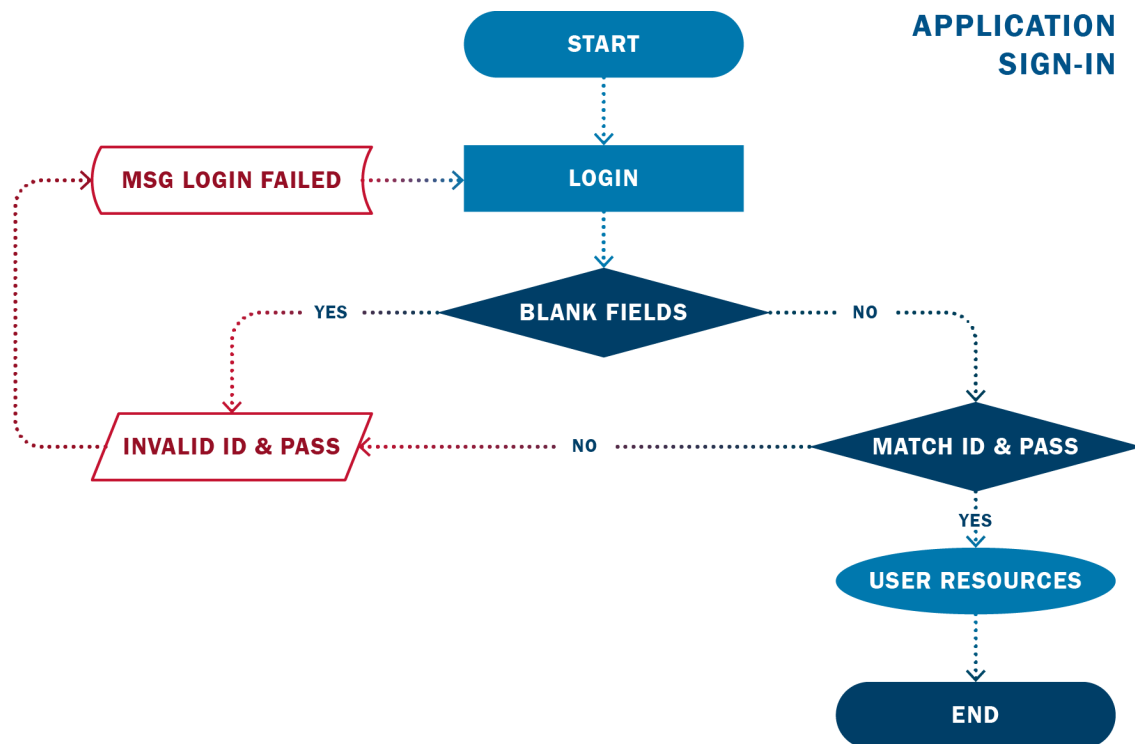 APPLICATION
SIGN-IN
START
MSG LOGIN FAILED
LOGIN
BLANK FIELDS
YES
NO
INVALID ID & PASS
NO
MATCH ID & PASS
YES
USER RESOURCES
END